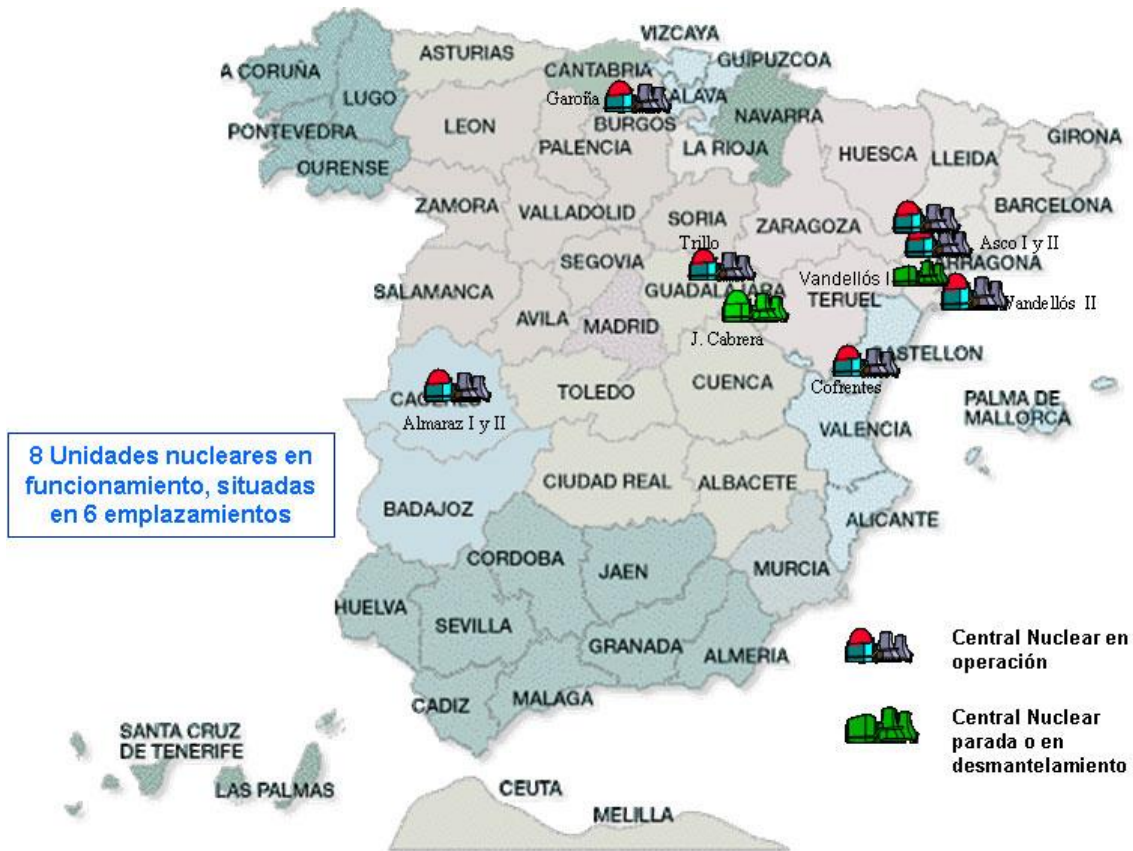 VIZCAYA
ASTURIAS
GUIPUZCOA
CANTABRIA
A CORUÑA
Garoña
ALAVA
LUGO
NAVARRA
GIRONA
LEON
BURGOS
PONTEVEDRA
PALENCIA
LA RIOJA
HUESCA
LLEIDA
OURENSE
ZAMORA
VALLADOLID
SORIA
ZARAGOZA
BARCELONA
Trillo
Asco I y II
SEGOVIA
ARRAGONA
Vandellós I
SALAMANCA
GUADALAJARA
TERUEL
Vandellós II
AVILA
MADRID
J. Cabrera
CASTELLON
CUENCA
TOLEDO
Cofrentes
CACERES
PALMA DE
MALLORCA
Almaraz I y II
VALENCIA
8 Unidades nucleares en
funcionamiento, situadas
en 6 emplazamientos
CIUDAD REAL
ALBACETE
BADAJOZ
ALICANTE
CORDOBA
JAEN
MURCIA
HUELVA
SEVILLA
GRANADA
ALMERIA
Central Nuclear en
operación
CADIZ
MALAGA
SANTA CRUZ
DE TENERIFE
Central Nuclear
parada o en
desmantelamiento
LAS PALMAS
CEUTA
MELILLA